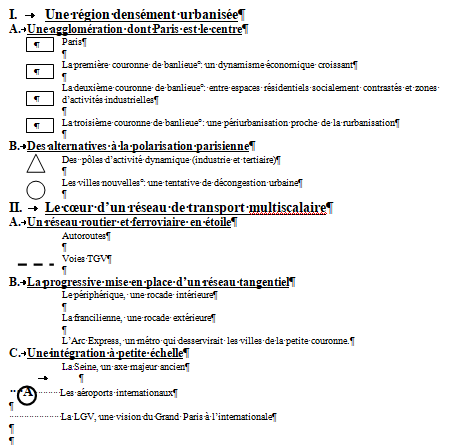 I. Une région densément urbanisée
A. Une agglomération dont Paris est le centre
Paris
La première couronne de banlieue : un dynamisme économique croissant
La deuxième couronne de banlieue : entre espaces résidentiels socialement contrastés et zones
d'activités industrielles
La troisième couronne de banlieue : une périurbanisation proche de la rurbanisation
B. Des alternatives à la polarisation parisienne
Des pôles d'activité dynamique (industrie et tertiaire)
Les villes nouvelles : une tentative de décongestion urbaine
II. Le cœur d'un réseau de transport multiscalaire
A. Un réseau routier et ferroviaire en étoile
Autoroutes
Voies TGV
B. La progressive mise en place d'un réseau tangentiel
Le périphérique, une rocade intérieure
La francilienne, une rocade extérieure
L'Arc Express, un métro qui desservirait les villes de la petite couronne.
C. Une intégration à petite échelle
La Seine, un axe majeur ancien
A Les aéroports internationaux
La LGV, une vision du Grand Paris à l'internationale